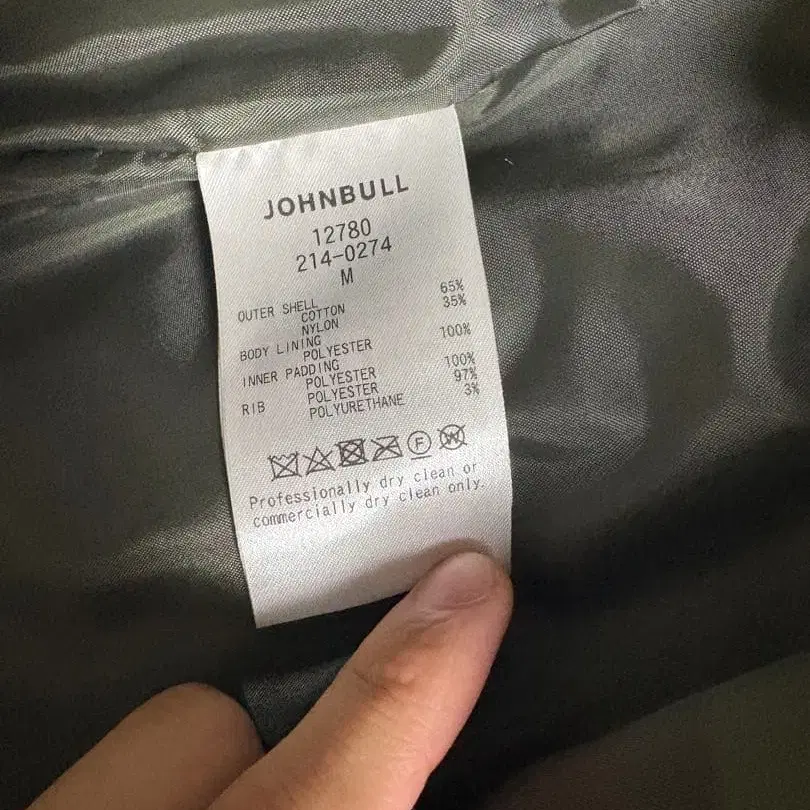 JOHNBULL
12780
214-0274
M
OUTER SHELL
COTTON 65%
NYLON 35%
BODY LINING
POLYESTER 100%
INNER PADDING
POLYESTER 100%
RIB POLYESTER 97%
POLYURETHANE 3%
F W
Professionally dry clean or
commercially dry clean only.